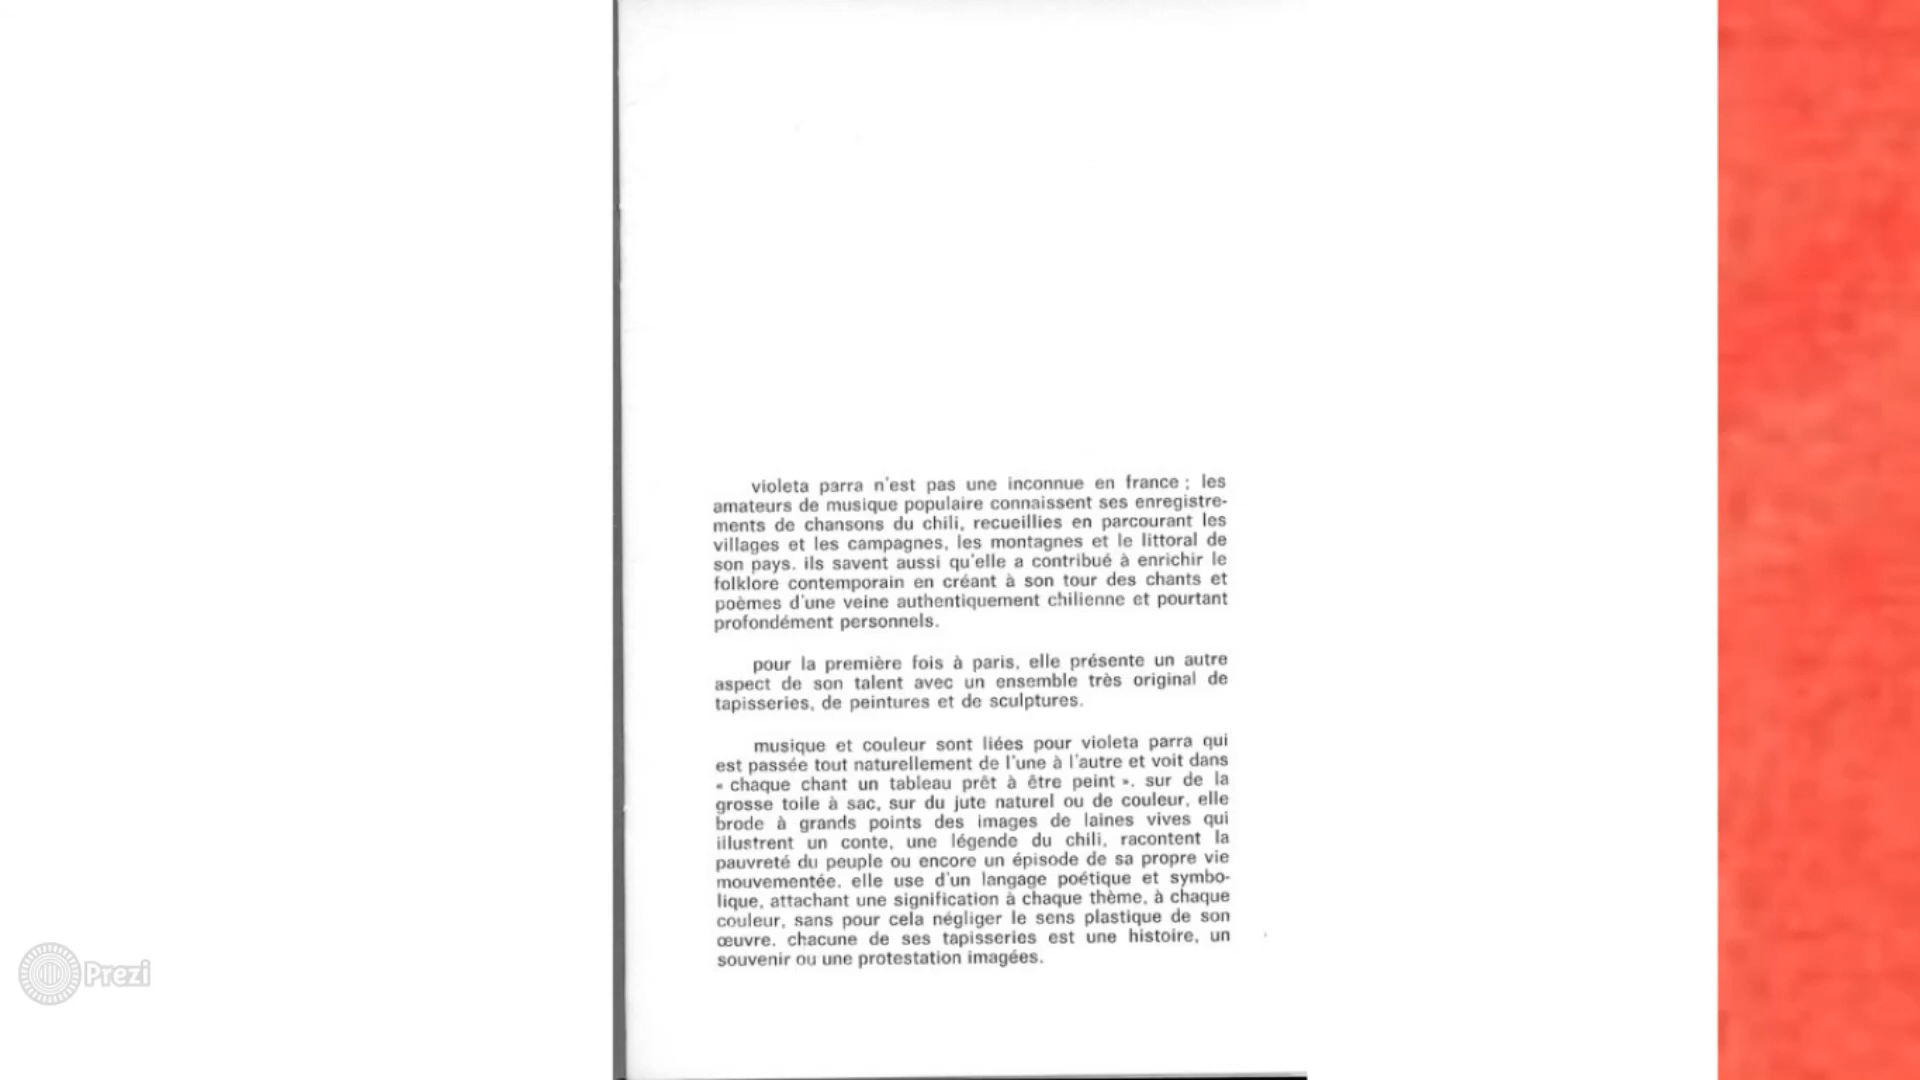 violeta parra n'est pas une inconnue en france ; les
amateurs de musique populaire connaissent ses enregistre-
ments de chansons du chili, recueillies en parcourant les
villages et les campagnes, les montagnes et le littoral de
son pays. ils savent aussi qu'elle a contribué à enrichir le
folklore contemporain en créant à son tour des chants et
poèmes d'une veine authentiquement chilienne et pourtant
profondément personnels.
pour la première fois à paris, elle présente un autre
aspect de son talent avec un ensemble très original de
tapisseries, de peintures et de sculptures.
musique et couleur sont liées pour violeta parra qui
est passée tout naturellement de l'une à l'autre et voit dans
« chaque chant un tableau prêt à être peint ». sur de la
grosse toile à sac, sur du jute naturel ou de couleur, elle
brode à grands points des images de laines vives qui
illustrent un conte, une légende du chili, racontent la
pauvreté du peuple ou encore un épisode de sa propre vie
mouvementée. elle use d'un langage poétique et symbo-
lique, attachant une signification à chaque thème, à chaque
couleur, sans pour cela négliger le sens plastique de son
œuvre. chacune de ses tapisseries est une histoire, un
souvenir ou une protestation imagées.
Prezi